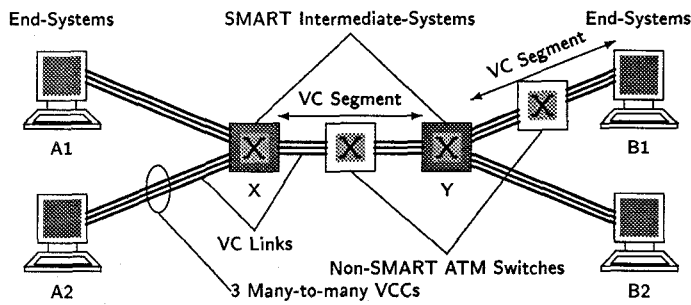 End-Systems
SMART Intermediate-Systems
End-Systems
VC Segment
VC Segment
A1
X
Y
B1
VC Links
Non-SMART ATM Switches
A2
3 Many-to-many VCCs
B2